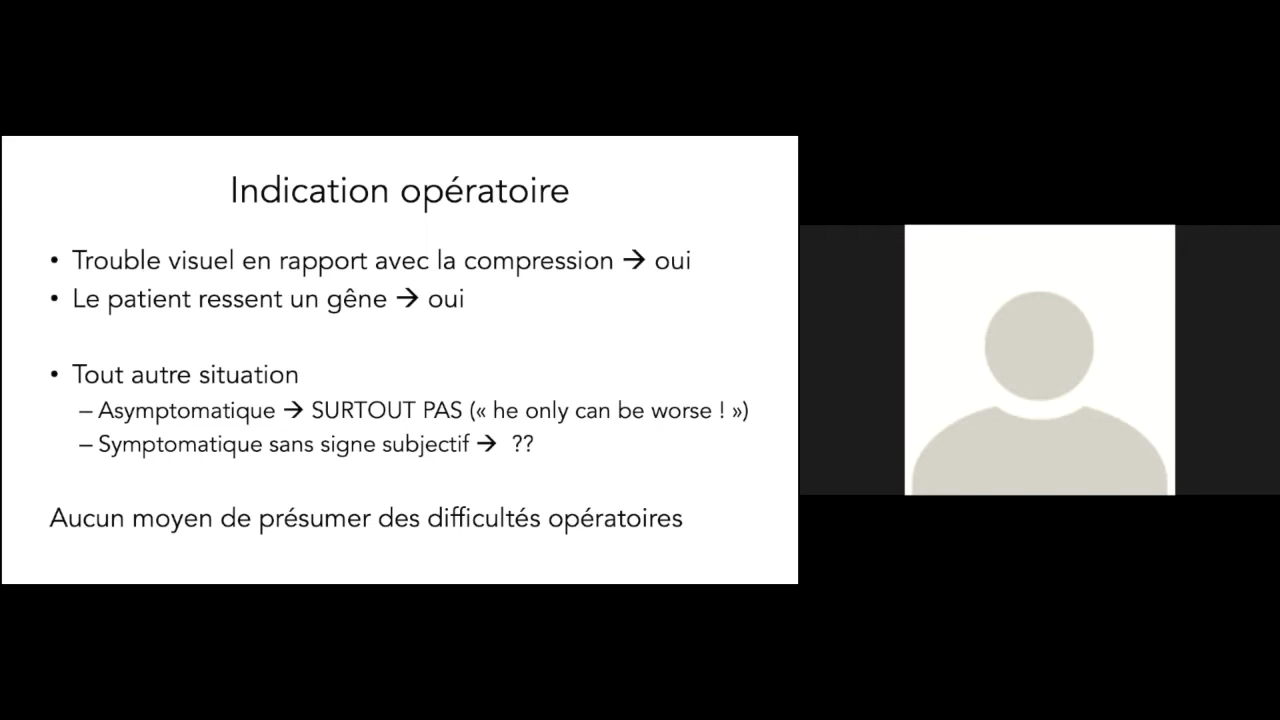 Indication opératoire
• Trouble visuel en rapport avec la compression → oui
• Le patient ressent un gêne → oui
• Tout autre situation
– Asymptomatique → SURTOUT PAS (« he only can be worse ! »)
– Symptomatique sans signe subjectif → ??
Aucun moyen de présumer des difficultés opératoires